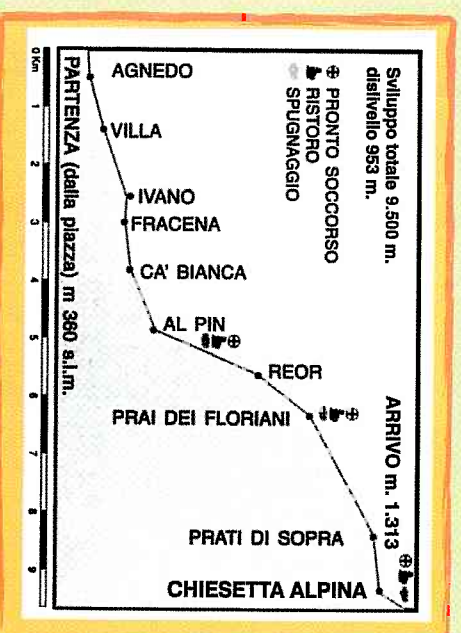 Sviluppo totale 9.500 m.
dislivello 953 m.
PRONTO SOCCORSO
RISTORO
SPUGNAGGIO
ARRIVO m. 1.313
AGNEDO
VILLA
IVANO
FRACENA
CA' BIANCA
AL PIN
REOR
PRAI DEI FLORIANI
PRATI DI SOPRA
CHIESETTA ALPINA
PARTENZA (dalla piazza) m 360 s.l.m.
0 Km 1 2 3 4 5 6 7 8 9